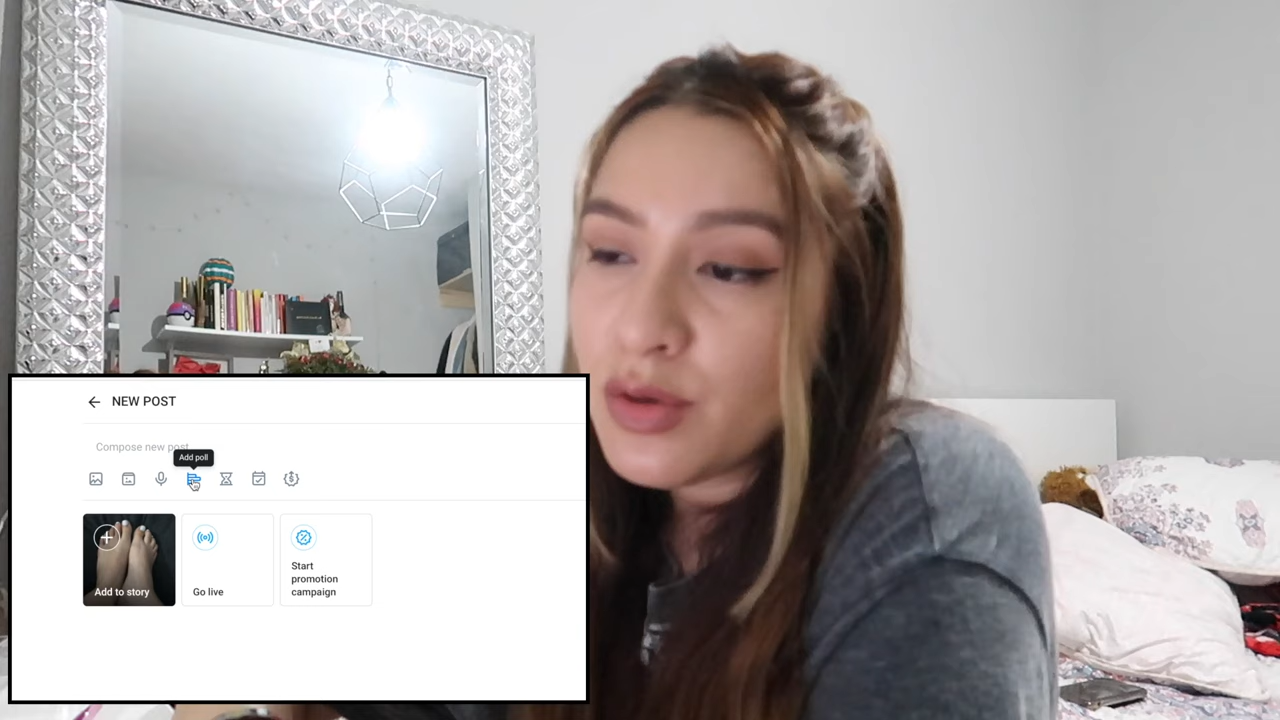 NEW POST
Compose new post...
Add poll
Add to story
Go live
Start
promotion
campaign